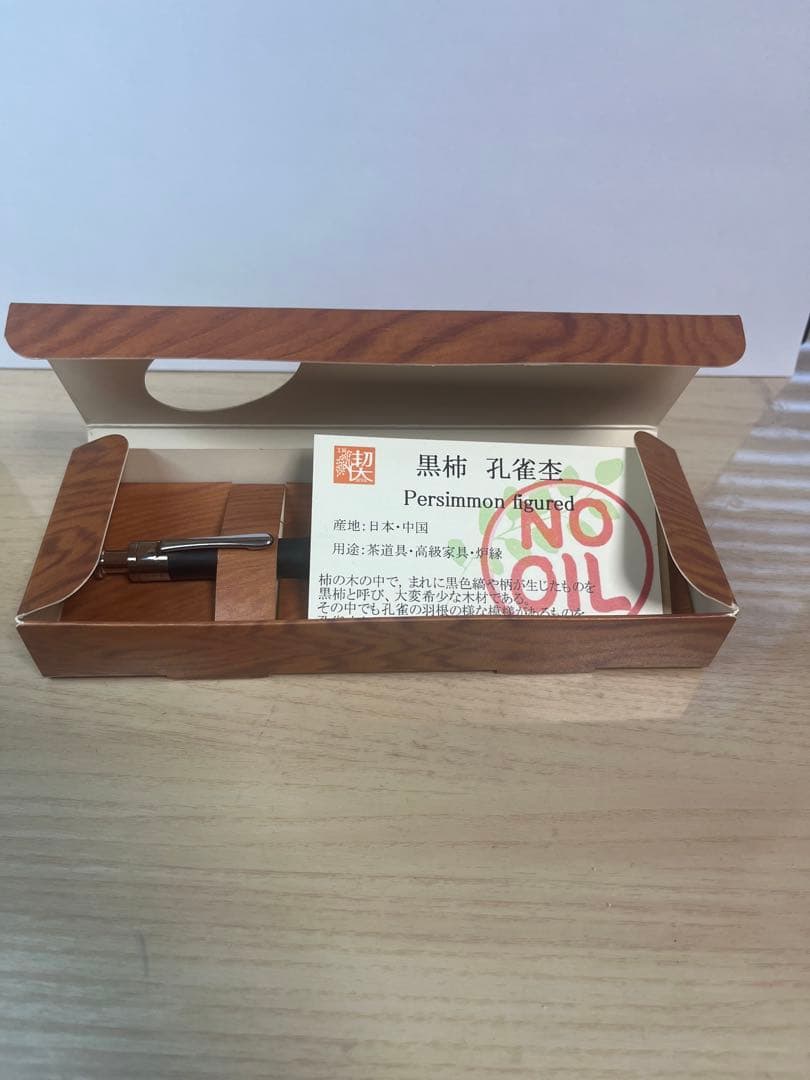 喫
黒柿 孔雀杢
Persimmon figured
産地:日本・中国
用途:茶道具・高級家具・炉縁
NO
OIL
柿の木の中で、まれに黒色縞や柄が生じたものを
黒柿と呼び、大変希少な木材である。
その中でも孔雀の羽根の様な模様があるものを